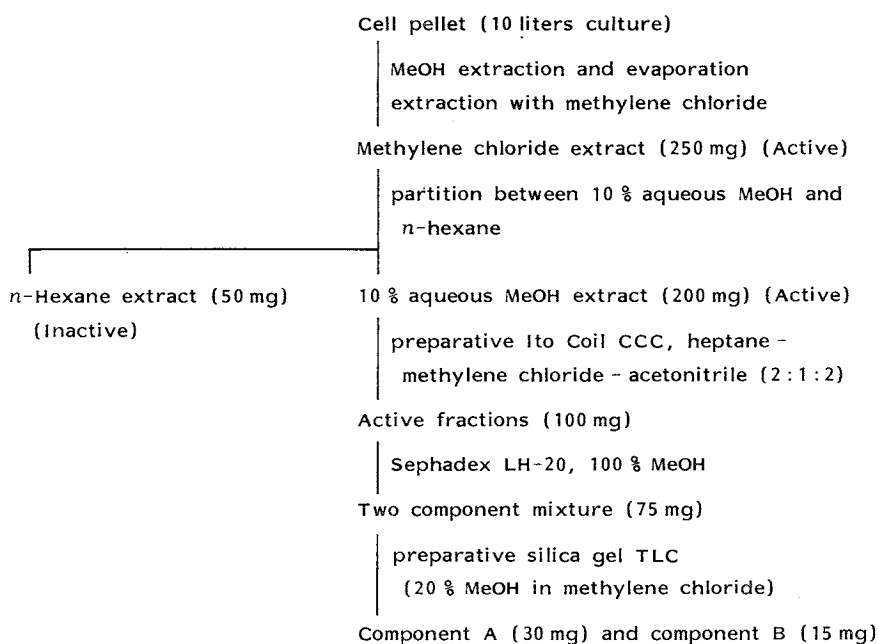 Cell pellet (10 liters culture)
MeOH extraction and evaporation
extraction with methylene chloride
Methylene chloride extract (250 mg) (Active)
partition between 10 % aqueous MeOH and
n-hexane
n-Hexane extract (50 mg)
(Inactive)
10 % aqueous MeOH extract (200 mg) (Active)
preparative Ito Coil CCC, heptane -
methylene chloride - acetonitrile (2 : 1 : 2)
Active fractions (100 mg)
Sephadex LH-20, 100 % MeOH
Two component mixture (75 mg)
preparative silica gel TLC
(20 % MeOH in methylene chloride)
Component A (30 mg) and component B (15 mg)